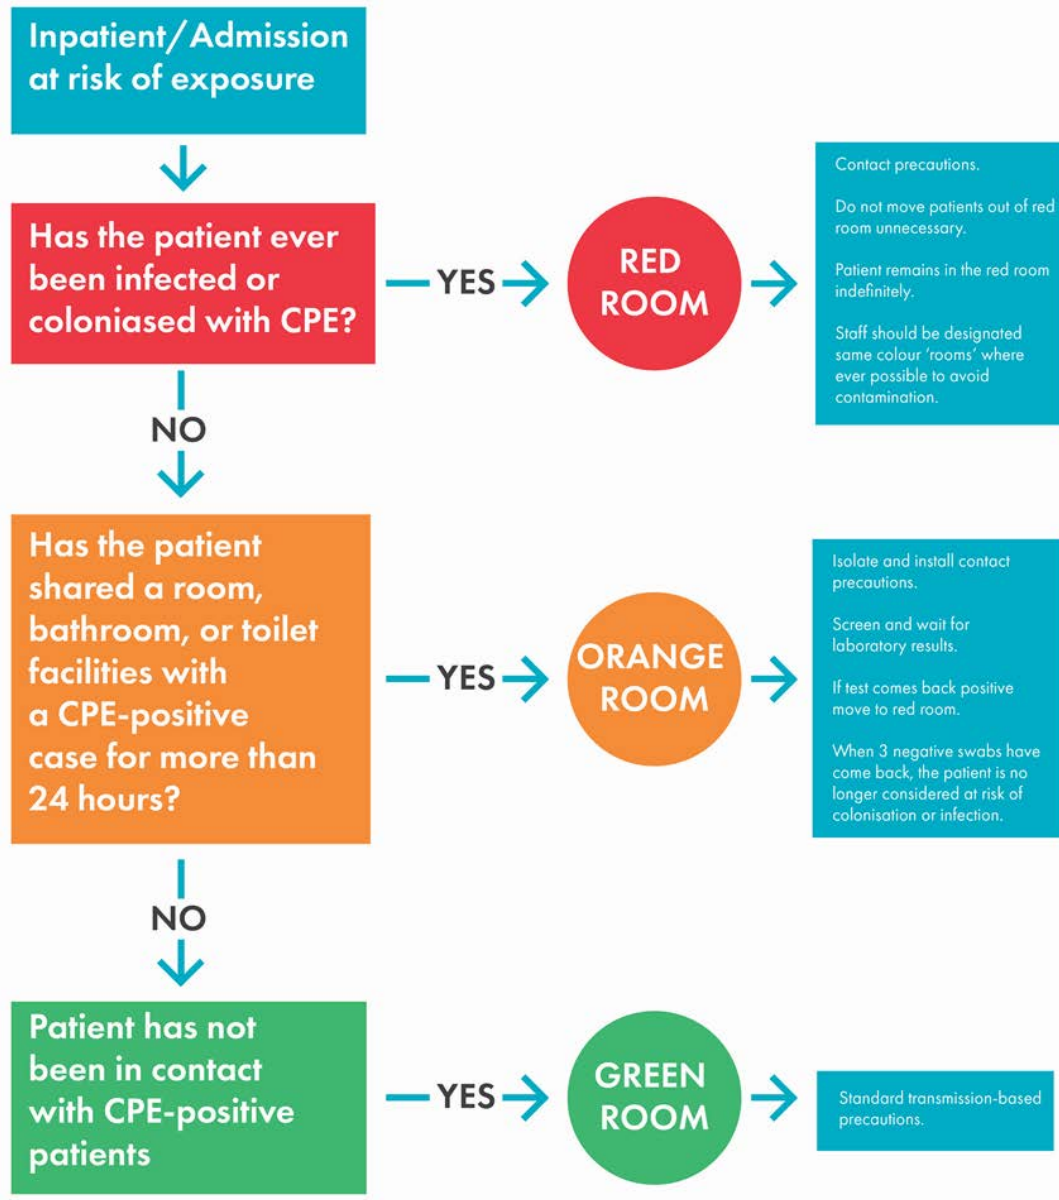 Inpatient/Admission
at risk of exposure
Has the patient ever
been infected or
coloniased with CPE?
YES
RED
ROOM
Contact precautions.
Do not move patients out of red
room unnecessary.
Patient remains in the red room
indefinitely.
Staff should be designated
same colour 'rooms' where
ever possible to avoid
contamination.
NO
Has the patient
shared a room,
bathroom, or toilet
facilities with
a CPE-positive
case for more than
24 hours?
YES
ORANGE
ROOM
Isolate and install contact
precautions.
Screen and wait for
laboratory results.
If test comes back positive
move to red room.
When 3 negative swabs have
come back, the patient is no
longer considered at risk of
colonisation or infection.
NO
Patient has not
been in contact
with CPE-positive
patients
YES
GREEN
ROOM
Standard transmission-based
precautions.